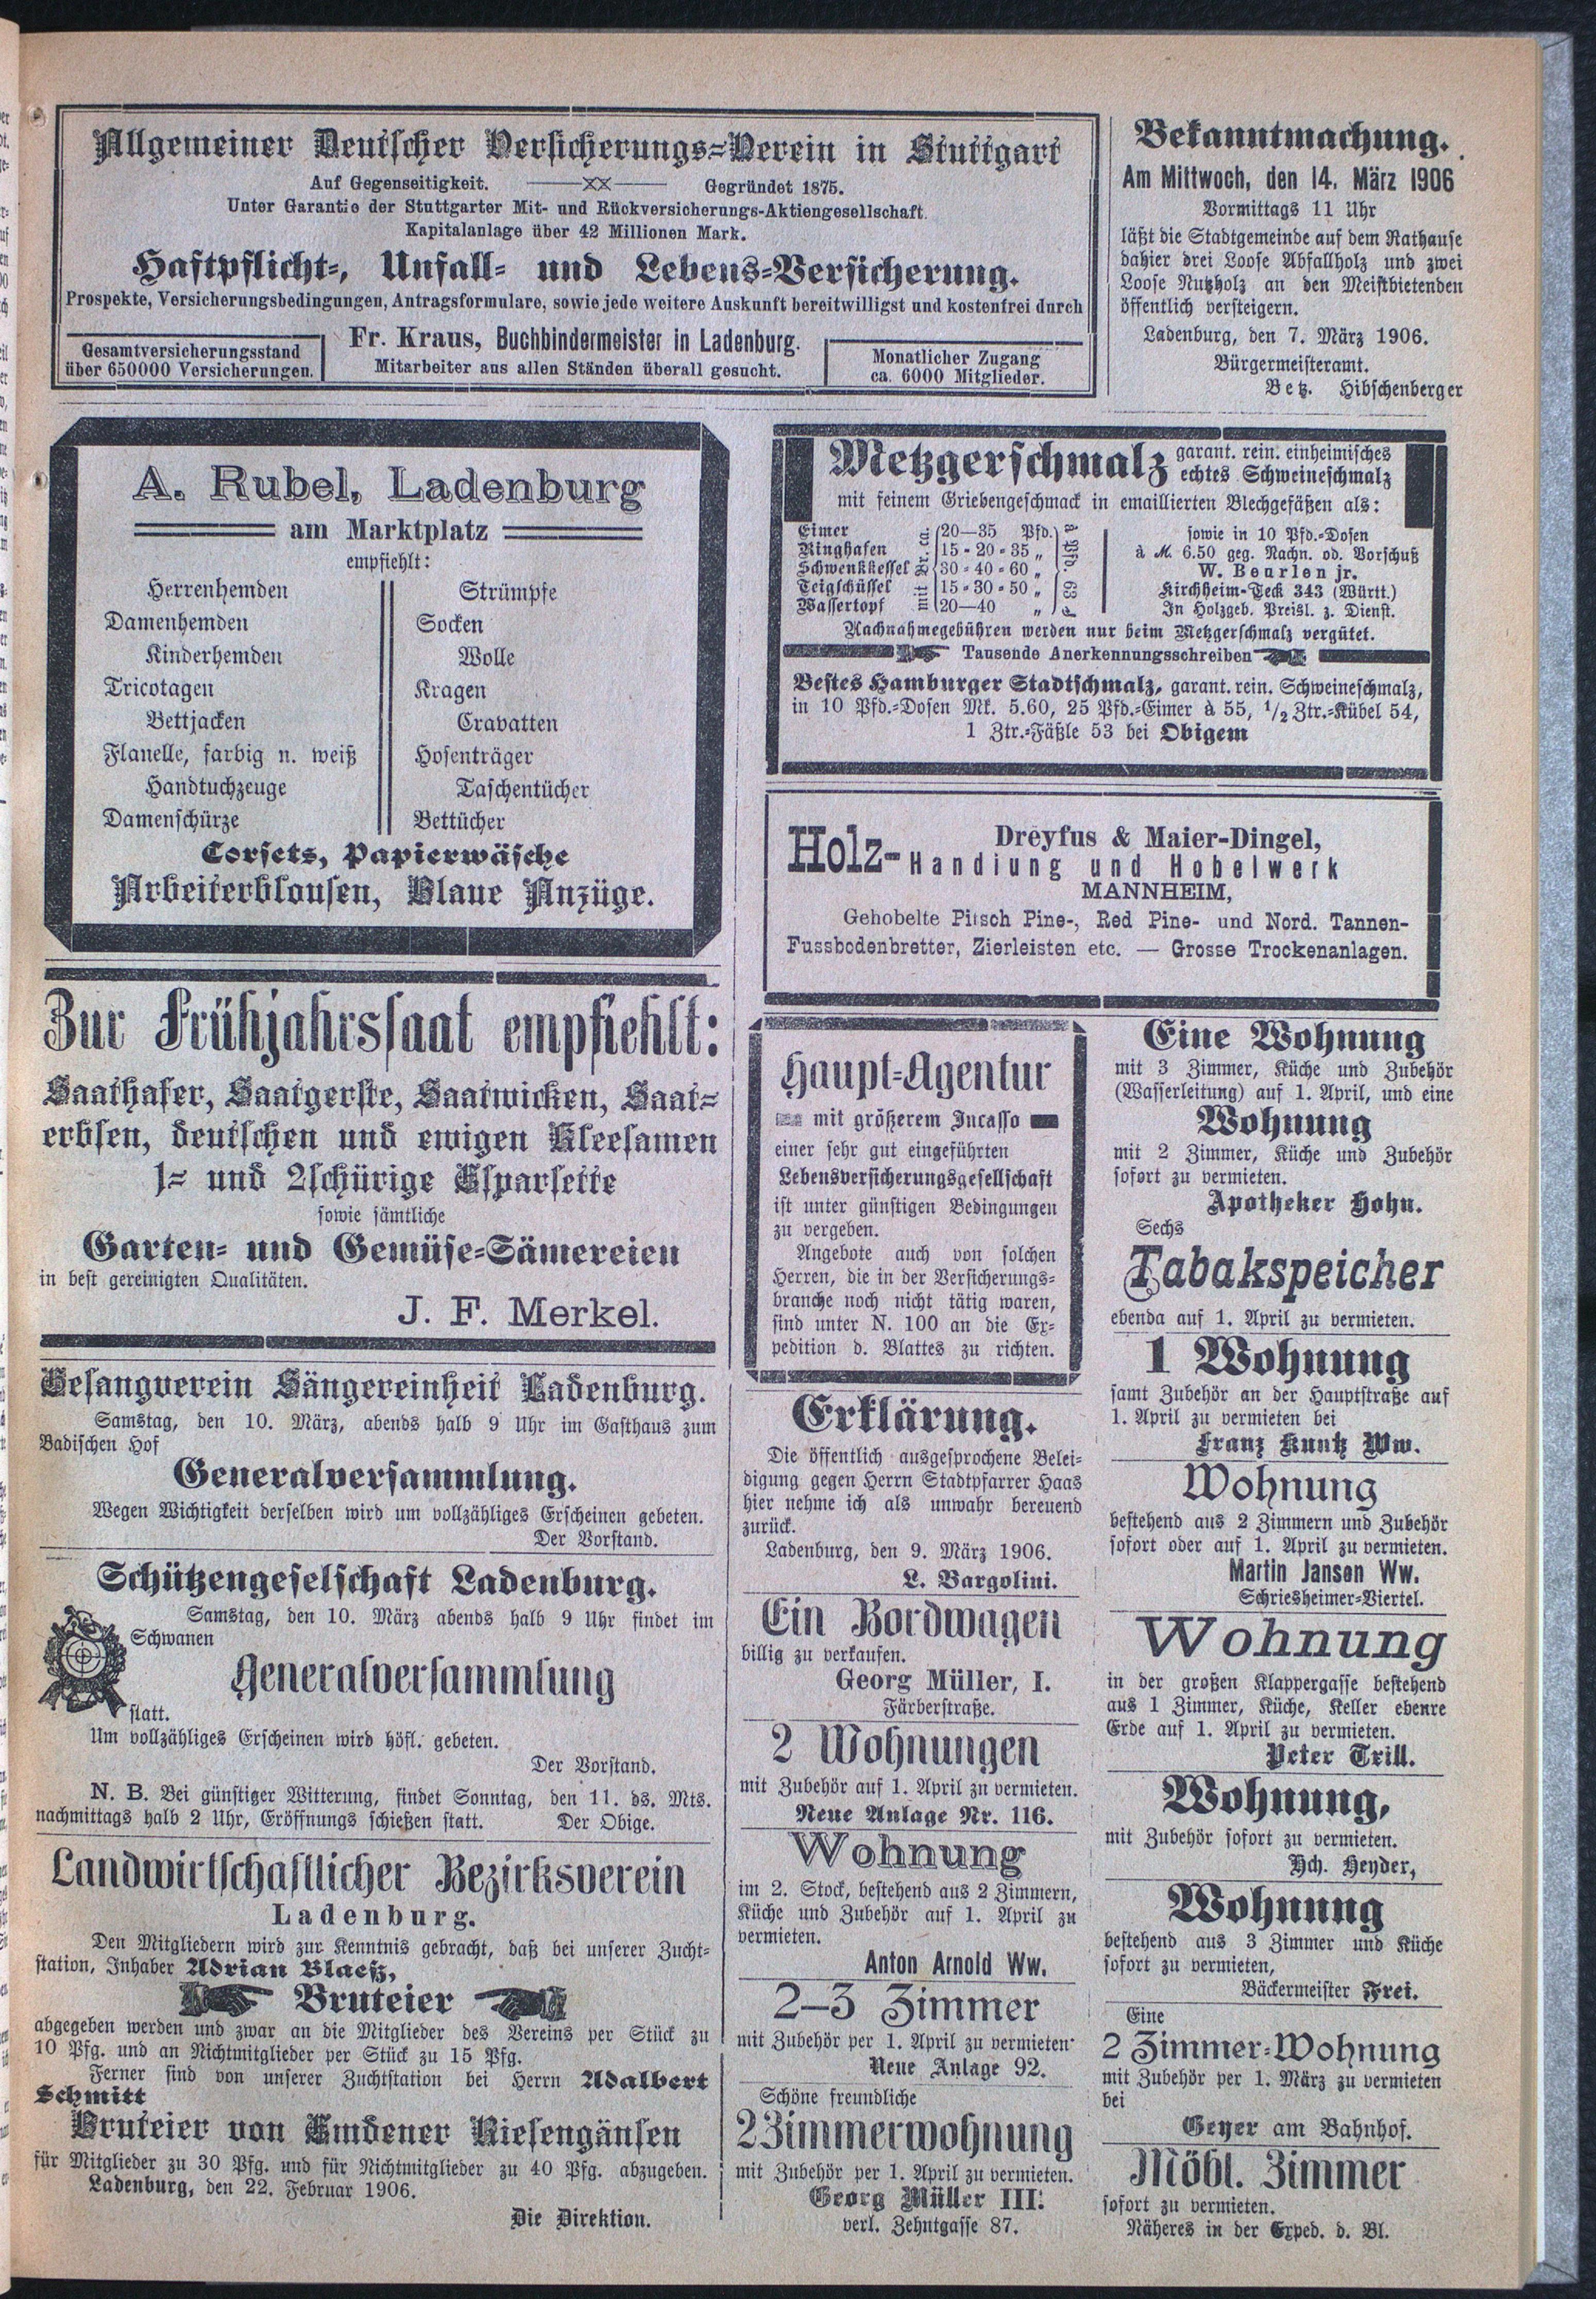 Allgemeiner Deutscher Versicherungs=Verein in Stuttgart
Auf Gegenseitigkeit. ——XX—— Gegründet 1875.
Unter Garantie der Stuttgarter Mit- und Rückversicherungs-Aktiengesellschaft.
Kapitalanlage über 42 Millionen Mark.
Haftpflicht=, Unfall= und Lebens=Versicherung.
Prospekte, Versicherungsbedingungen, Antragsformulare, sowie jede weitere Auskunft bereitwilligst und kostenfrei durch
Fr. Kraus, Buchbindermeister in Ladenburg.
Mitarbeiter aus allen Ständen überall gesucht.
Gesamtversicherungsstand
über 650000 Versicherungen.
Monatlicher Zugang
ca. 6000 Mitglieder.
Bekanntmachung.
Am Mittwoch, den 14. März 1906
Vormittags 11 Uhr
läßt die Stadtgemeinde auf dem Rathause
dahier drei Loose Abfallholz und zwei
Loose Nutzholz an den Meistbietenden
öffentlich versteigern.
Ladenburg, den 7. März 1906.
Bürgermeisteramt.
Betz. Hibschenberger
A. Rubel, Ladenburg
am Marktplatz
empfiehlt:
Herrenhemden
Damenhemden
Kinderhemden
Tricotagen
Bettjacken
Flanelle, farbig n. weiß
Handtuchzeuge
Damenschürze
Strümpfe
Socken
Wolle
Kragen
Cravatten
Hosenträger
Taschentücher
Bettücher
Corsets, Papierwäsche
Arbeiterblousen, Blaue Anzüge.
Zur Frühjahrssaat empfiehlt:
Saathafer, Saatgerste, Saatwicken, Saat=
erbsen, deutschen und ewigen Kleesamen
1= und 2schürige Esparsette
sowie sämtliche
Garten= und Gemüse=Sämereien
in best gereinigten Qualitäten.
J. F. Merkel.
Gesangverein Sängereinheit Ladenburg.
Samstag, den 10. März, abends halb 9 Uhr im Gasthaus zum
Badischen Hof
Generalversammlung.
Wegen Wichtigkeit derselben wird um vollzähliges Erscheinen gebeten.
Der Vorstand.
Schützengeselschaft Ladenburg.
Samstag, den 10. März abends halb 9 Uhr findet im
Schwanen
Generalversammlung
statt.
Um vollzähliges Erscheinen wird höfl. gebeten.
Der Vorstand.
N. B. Bei günstiger Witterung, findet Sonntag, den 11. ds. Mts.
nachmittags halb 2 Uhr, Eröffnungs schießen statt. Der Obige.
Landwirtschaftlicher Bezirksverein
Ladenburg.
Den Mitgliedern wird zur Kenntnis gebracht, daß bei unserer Zucht=
station, Inhaber Adrian Blaeß,
Bruteier
abgegeben werden und zwar an die Mitglieder des Vereins per Stück zu
10 Pfg. und an Nichtmitglieder per Stück zu 15 Pfg.
Ferner sind von unserer Zuchtstation bei Herrn Adalbert
Schmitt
Bruteier von Emdener Riesengänsen
für Mitglieder zu 30 Pfg. und für Nichtmitglieder zu 40 Pfg. abzugeben.
Ladenburg, den 22. Februar 1906.
Die Direktion.
Metzgerschmalz garant. rein. einheimisches
echtes Schweineschmalz
mit feinem Griebengeschmack in emaillierten Blechgefäßen als:
Eimer 20—35 Pfd.
Ringhafen 15=20=35 „
Schwenkkessel 30=40=60 „
Teigschüssel 15=30=50 „
Wassertopf 20—40 „
sowie in 10 Pfd.=Dosen
à M. 6.50 geg. Nachn. od. Vorschuß
W. Beurlen jr.
Kirchheim-Teck 343 (Württ.)
In Holzgeb. Preisl. z. Dienst.
Nachnahmegebühren werden nur beim Metzgerschmalz vergütet.
Tausende Anerkennungsschreiben
Bestes Hamburger Stadtschmalz, garant. rein. Schweineschmalz,
in 10 Pfd.=Dosen Mk. 5.60, 25 Pfd.=Eimer à 55, 1/2 Ztr.=Kübel 54,
1 Ztr.=Fäßle 53 bei Obigem
Dreyfus & Maier-Dingel,
Holz-Handlung und Hobelwerk
MANNHEIM,
Gehobelte Pitsch Pine-, Red Pine- und Nord. Tannen-
Fussbodenbretter, Zierleisten etc. — Grosse Trockenanlagen.
Haupt=Agentur
mit größerem Incasso
einer sehr gut eingeführten
Lebensversicherungsgesellschaft
ist unter günstigen Bedingungen
zu vergeben.
Angebote auch von solchen
Herren, die in der Versicherungs=
branche noch nicht tätig waren,
sind unter N. 100 an die Ex=
pedition d. Blattes zu richten.
Erklärung.
Die öffentlich ausgesprochene Belei=
digung gegen Herrn Stadtpfarrer Haas
hier nehme ich als unwahr bereuend
zurück.
Ladenburg, den 9. März 1906.
L. Bargolini.
Ein Bordwagen
billig zu verkaufen.
Georg Müller, I.
Färberstraße.
2 Wohnungen
mit Zubehör auf 1. April zu vermieten.
Neue Anlage Nr. 116.
Wohnung
im 2. Stock, bestehend aus 2 Zimmern,
Küche und Zubehör auf 1. April zu
vermieten.
Anton Arnold Ww.
2—3 Zimmer
mit Zubehör per 1. April zu vermieten·
Neue Anlage 92.
Schöne freundliche
2 Zimmerwohnung
mit Zubehör per 1. April zu vermieten.
Georg Müller III.
verl. Zehntgasse 87.
Eine Wohnung
mit 3 Zimmer, Küche und Zubehör
(Wasserleitung) auf 1. April, und eine
Wohnung
mit 2 Zimmer, Küche und Zubehör
sofort zu vermieten.
Apotheker Hohn.
Sechs
Tabakspeicher
ebenda auf 1. April zu vermieten.
1 Wohnung
samt Zubehör an der Hauptstraße auf
1. April zu vermieten bei
Franz Kuntz Ww.
Wohnung
bestehend aus 2 Zimmern und Zubehör
sofort oder auf 1. April zu vermieten.
Martin Jansen Ww.
Schriesheimer=Viertel.
Wohnung
in der großen Klappergasse bestehend
aus 1 Zimmer, Küche, Keller ebenre
Erde auf 1. April zu vermieten.
Peter Trill.
Wohnung,
mit Zubehör sofort zu vermieten.
Hch. Heyder,
Wohnung
bestehend aus 3 Zimmer und Küche
sofort zu vermieten,
Bäckermeister Frei.
Eine
2 Zimmer=Wohnung
mit Zubehör per 1. März zu vermieten
bei
Geyer am Bahnhof.
Möbl. Zimmer
sofort zu vermieten.
Näheres in der Exped. d. Bl.